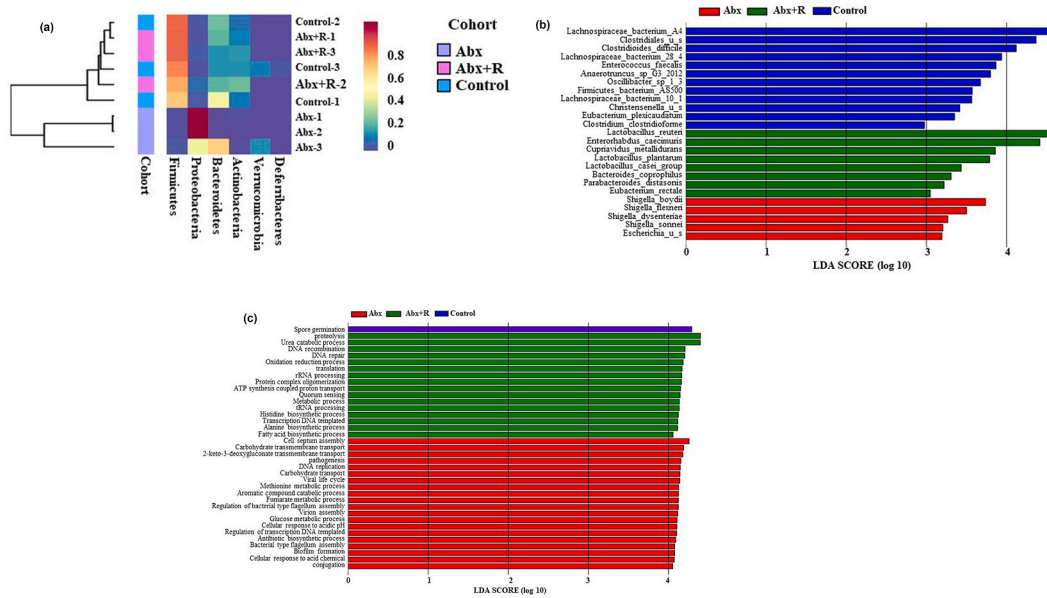 (a)
Control-2
Abx+R-1
Abx+R-3
Control-3
Abx+R-2
Control-1
Abx-1
Abx-2
Abx-3
Cohort
Firmicutes
Proteobacteria
Bacteroidetes
Actinobacteria
Verrucomicrobia
Deferribacteres
0.8
0.6
0.4
0.2
0
Cohort
Abx
Abx+R
Control
(b)
Abx
Abx+R
Control
Lachnospiraceae_bacterium_A4
Clostridiales_u_s
Clostridioides_difficile
Lachnospiraceae_bacterium_28_4
Enterococcus_faecalis
Anaerotruncus_sp_G3_2012
Oscillibacter_sp_1_3
Firmicutes_bacterium_AS500
Lachnospiraceae_bacterium_10_1
Christensenella_u_s
Eubacterium_plexicaudatum
Clostridium_clostridioforme
Lactobacillus_reuteri
Enterorhabdus_caecimuris
Cupriavidus_metallidurans
Lactobacillus_plantarum
Lactobacillus_casei_group
Bacteroides_coprophilus
Parabacteroides_distasonis
Eubacterium_rectale
Shigella_boydii
Shigella_flexneri
Shigella_dysenteriae
Shigella_sonnei
Escherichia_u_s
0 1 2 3 4
LDA SCORE (log 10)
(c)
Abx
Abx+R
Control
Spore germination
proteolysis
Urea catabolic process
DNA recombination
DNA repair
Oxidation reduction process
translation
rRNA processing
Protein complex oligomerization
ATP synthesis coupled proton transport
Quorum sensing
Metabolic process
tRNA processing
Histidine biosynthetic process
Transcription DNA templated
Alanine biosynthetic process
Fatty acid biosynthetic process
Cell septum assembly
Carbohydrate transmembrane transport
2-keto-3-deoxygluconate transmembrane transport
pathogenesis
DNA replication
Carbohydrate transport
Viral life cycle
Methionine metabolic process
Aromatic compound catabolic process
Fumarate metabolic process
Regulation of bacterial type flagellum assembly
Virion assembly
Glucose metabolic process
Cellular response to acidic pH
Regulation of transcription DNA templated
Antibiotic biosynthetic process
Bacterial type flagellum assembly
Biofilm formation
Cellular response to acid chemical
conjugation
0 1 2 3 4
LDA SCORE (log 10)